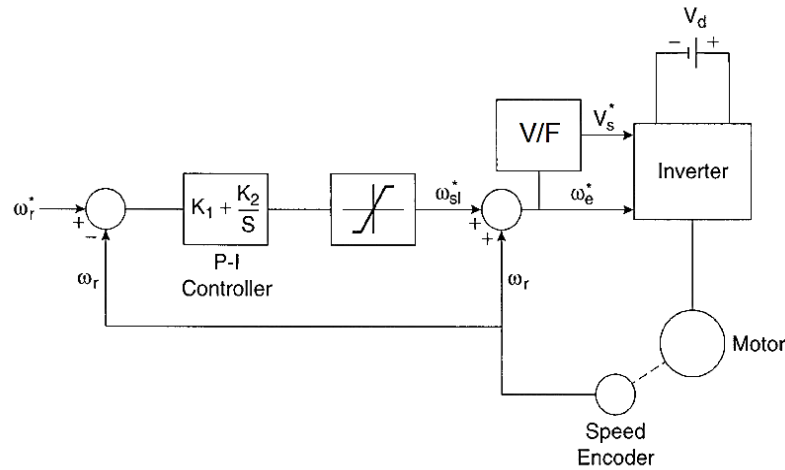 V_d
− +
V/F
V_s^*
Inverter
ω_r^*
+
−
K_1 + K_2/S
ω_sl^*
+
+
ω_e^*
ω_r
P-I
Controller
ω_r
Motor
Speed
Encoder